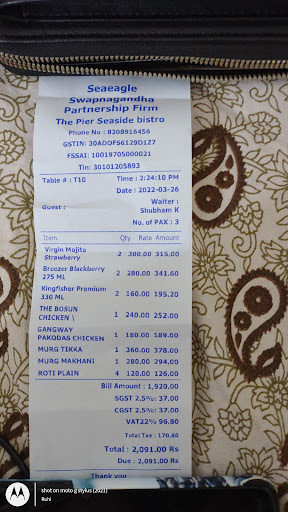 Seaeagle
Swapnagandha
Partnership Firm
The Pier Seaside bistro
Phone No : 8208916456
GSTIN: 30ADQFS6129D1Z7
FSSAI: 10019705000021
Tin: 30101205893
Table # : T10 Time : 2:24:10 PM
Date : 2022-03-26
Guest : Waiter : Shubham K
No. of PAX : 3
Item Qty Rate Amount
Virgin Mojito 2 300.00 315.00
Strawberry
Breezer Blackberry 2 280.00 341.60
275 ML
Kingfisher Premium 2 160.00 195.20
330 ML
THE BOSUN 1 240.00 252.00
CHICKEN \
GANGWAY 1 180.00 189.00
PAKODAS CHICKEN
MURG TIKKA 1 360.00 378.00
MURG MAKHANI 1 280.00 294.00
ROTI PLAIN 4 120.00 126.00
Bill Amount : 1,920.00
SGST 2.5%: 37.00
CGST 2.5%: 37.00
VAT22% 96.80
Total Tax : 170.80
Total : 2,091.00 Rs
Due : 2,091.00 Rs
Thank you
shot on moto g stylus (2021)
Ruhi